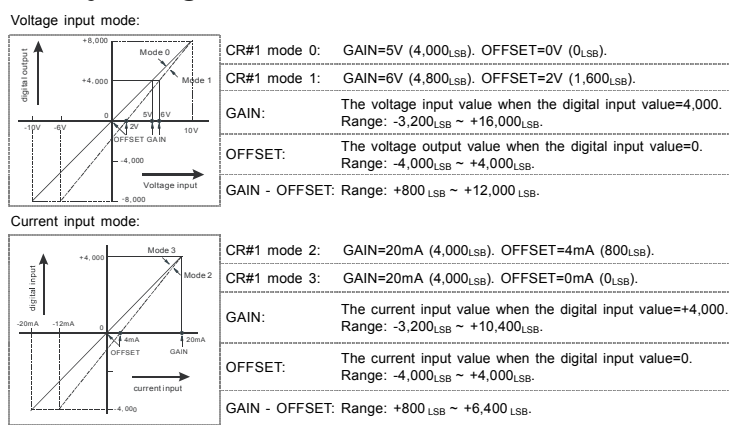 Voltage input mode:
+8,000
Mode 0
digital output
+4,000
Mode 1
0
5V
6V
-10V
-6V
2V
10V
OFFSET
GAIN
-4,000
Voltage input
-8,000
CR#1 mode 0: GAIN=5V (4,000LSB). OFFSET=0V (0LSB).
CR#1 mode 1: GAIN=6V (4,800LSB). OFFSET=2V (1,600LSB).
GAIN: The voltage input value when the digital input value=4,000.
Range: -3,200LSB ~ +16,000LSB.
OFFSET: The voltage output value when the digital input value=0.
Range: -4,000LSB ~ +4,000LSB.
GAIN - OFFSET: Range: +800 LSB ~ +12,000 LSB.
Current input mode:
Mode 3
+4,000
Mode 2
digital input
-20mA
-12mA
0
4mA
20mA
OFFSET
GAIN
current input
-4,000
CR#1 mode 2: GAIN=20mA (4,000LSB). OFFSET=4mA (800LSB).
CR#1 mode 3: GAIN=20mA (4,000LSB). OFFSET=0mA (0LSB).
GAIN: The current input value when the digital input value=+4,000.
Range: -3,200LSB ~ +10,400LSB.
OFFSET: The current input value when the digital input value=0.
Range: -4,000LSB ~ +4,000LSB.
GAIN - OFFSET: Range: +800 LSB ~ +6,400 LSB.